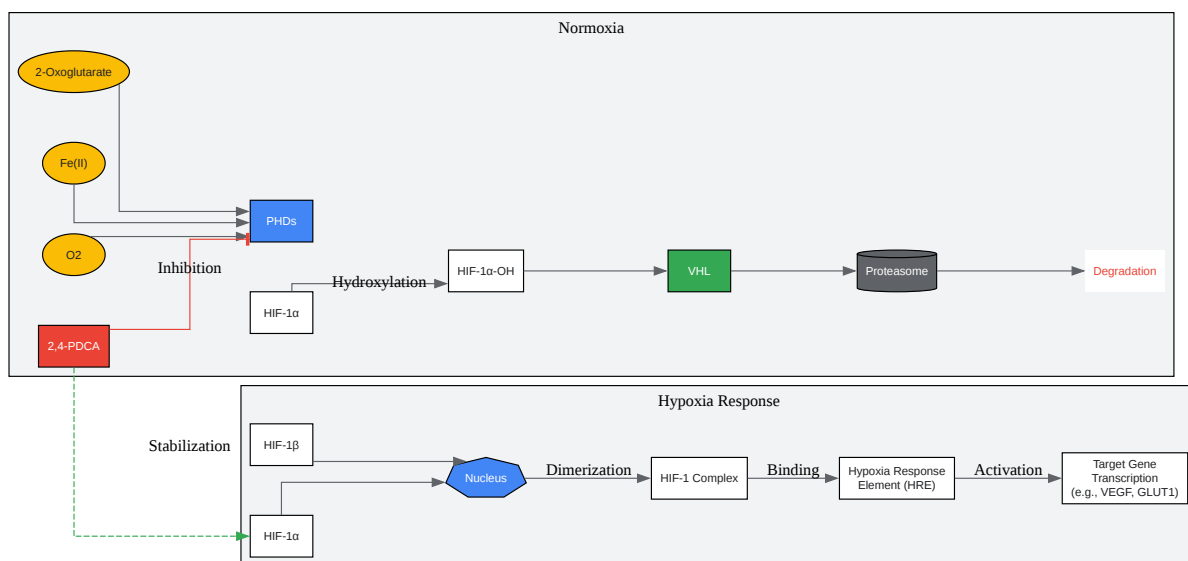 Normoxia
2-Oxoglutarate
Fe(II)
PHDs
O2
Inhibition
HIF-1α-OH
VHL
Proteasome
Degradation
Hydroxylation
HIF-1α
2,4-PDCA
Hypoxia Response
Stabilization
HIF-1β
Nucleus
Dimerization
HIF-1 Complex
Binding
Hypoxia Response
Element (HRE)
Activation
Target Gene
Transcription
(e.g., VEGF, GLUT1)
HIF-1α